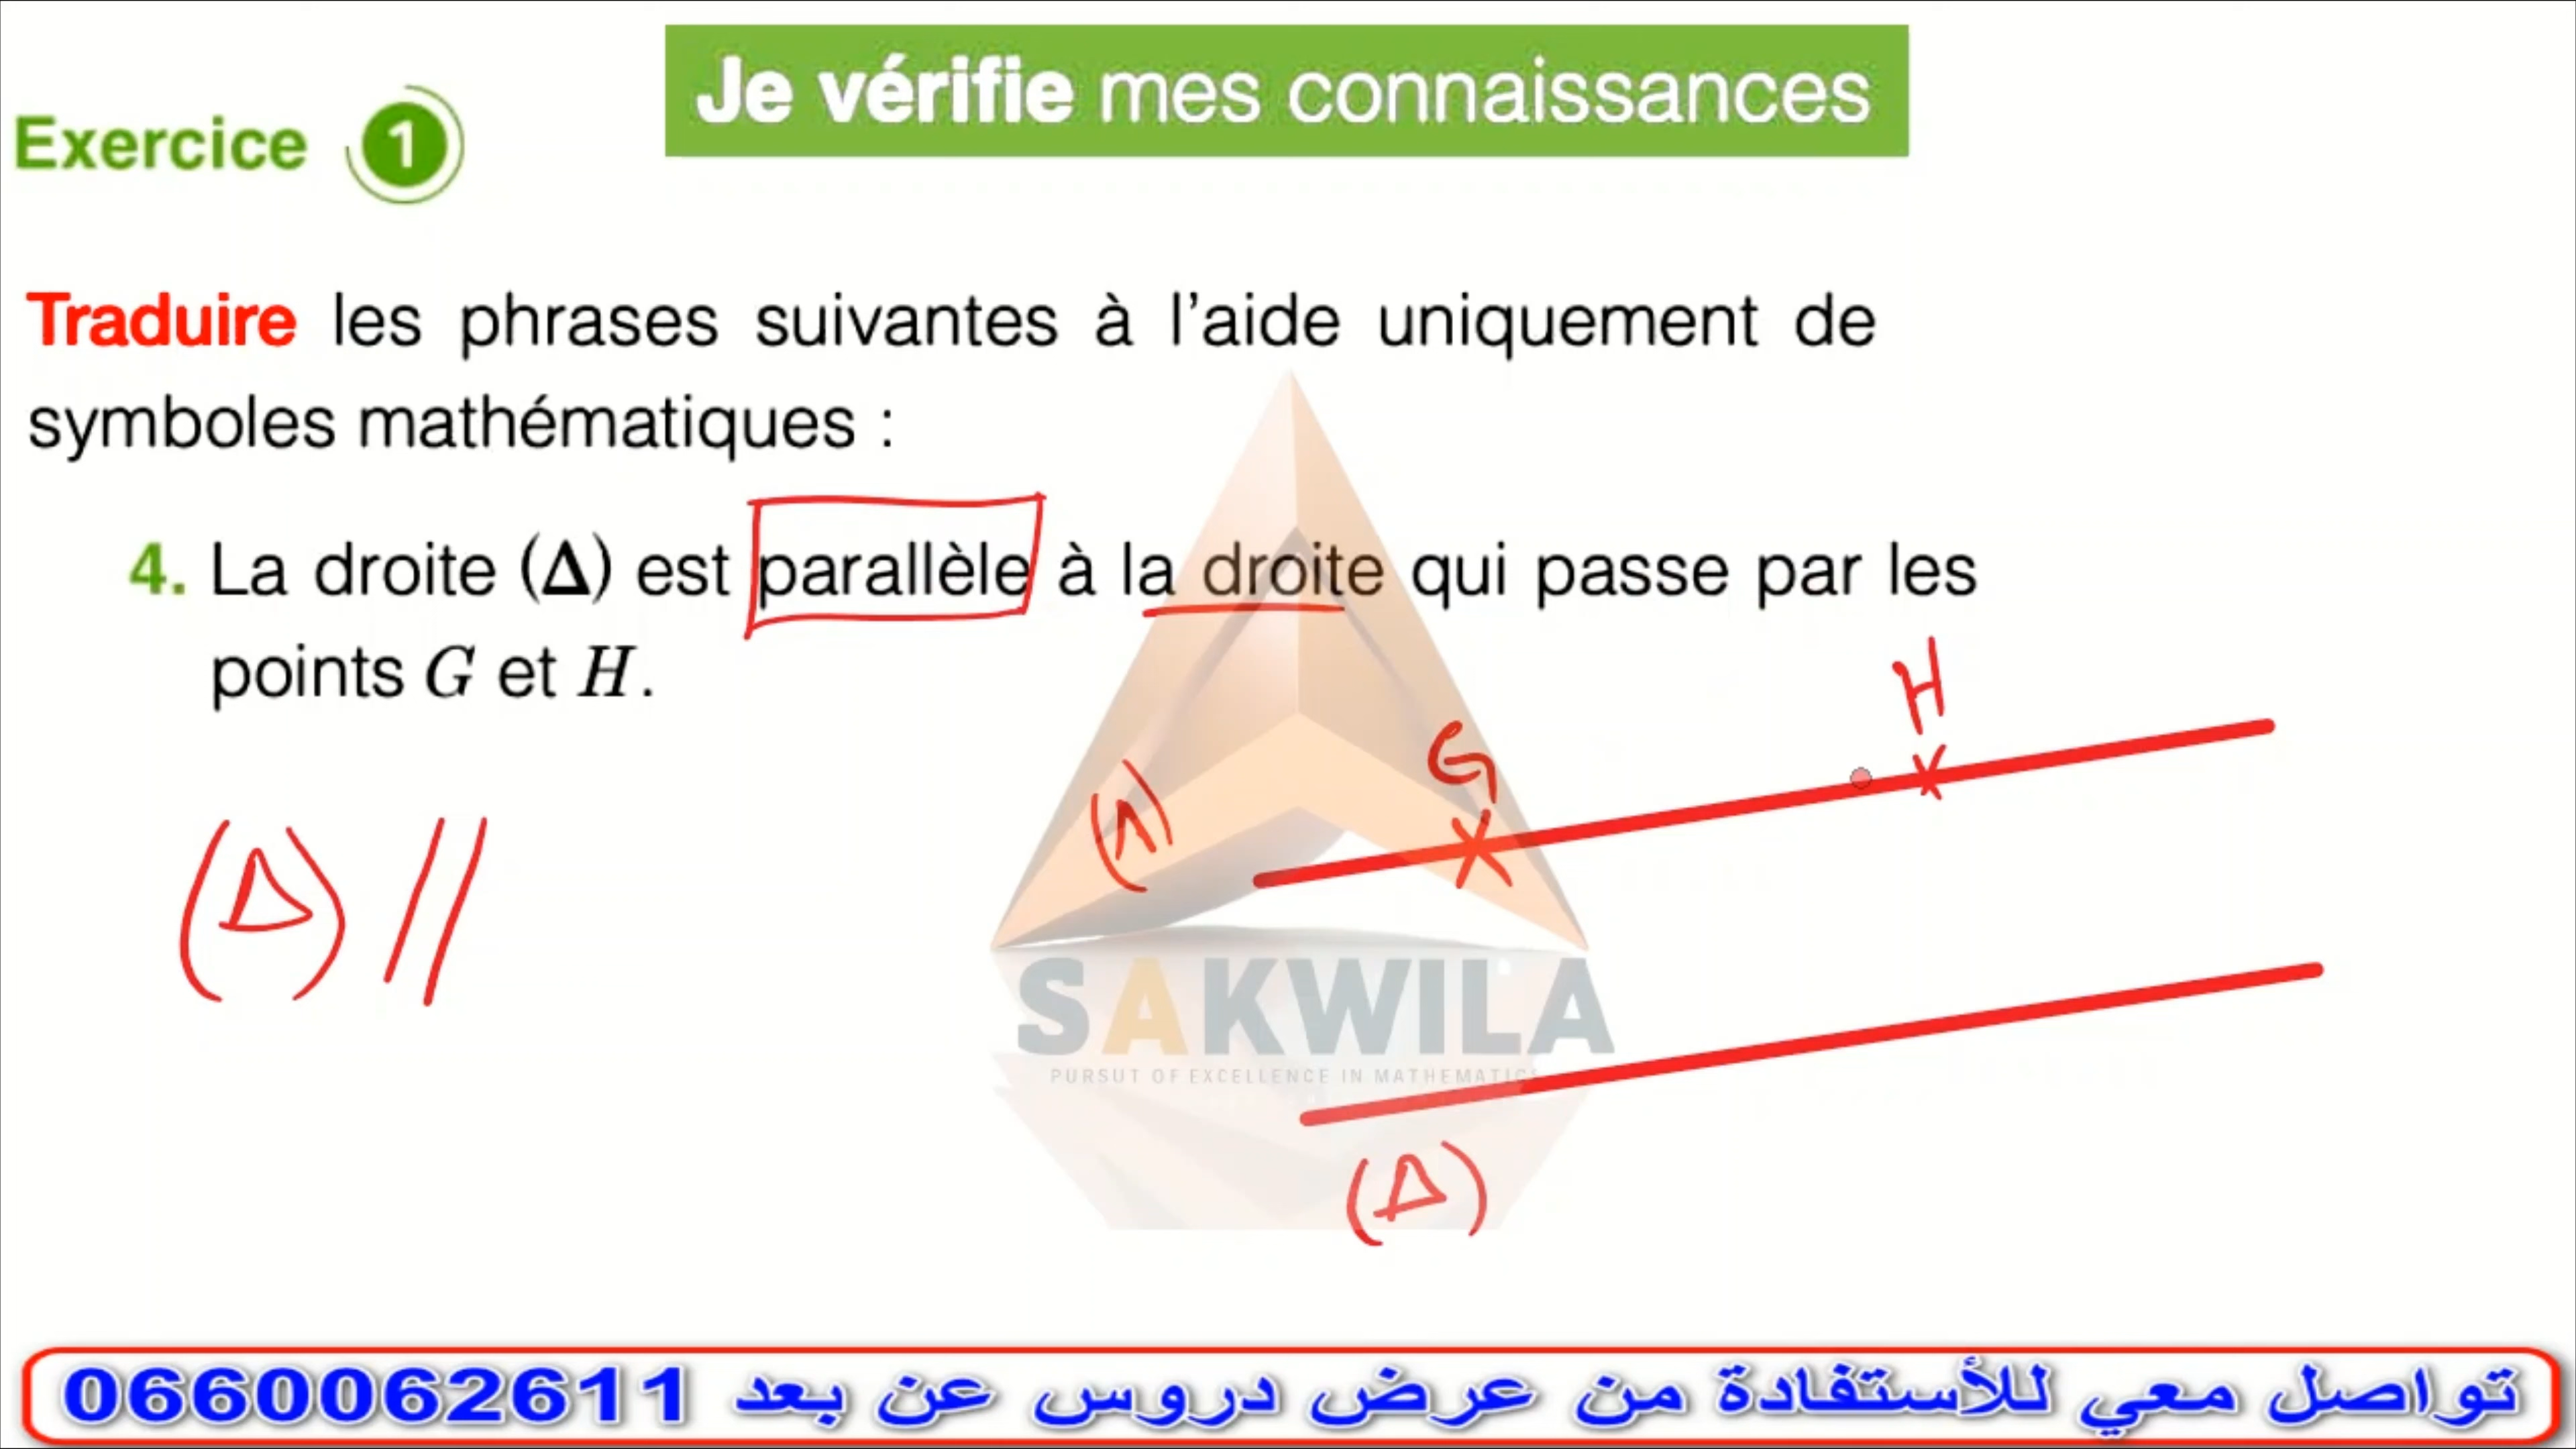 Je vérifie mes connaissances
Exercice 1
Traduire les phrases suivantes à l'aide uniquement de
symboles mathématiques :
4. La droite (Δ) est parallèle à la droite qui passe par les
points G et H.
H
G
(Δ) //
SAKWILA
PURSUT OF EXCELLENCE IN MATHEMATICS
(Δ)
تواصل معي للأستفادة من عرض دروس عن بعد 0660062611